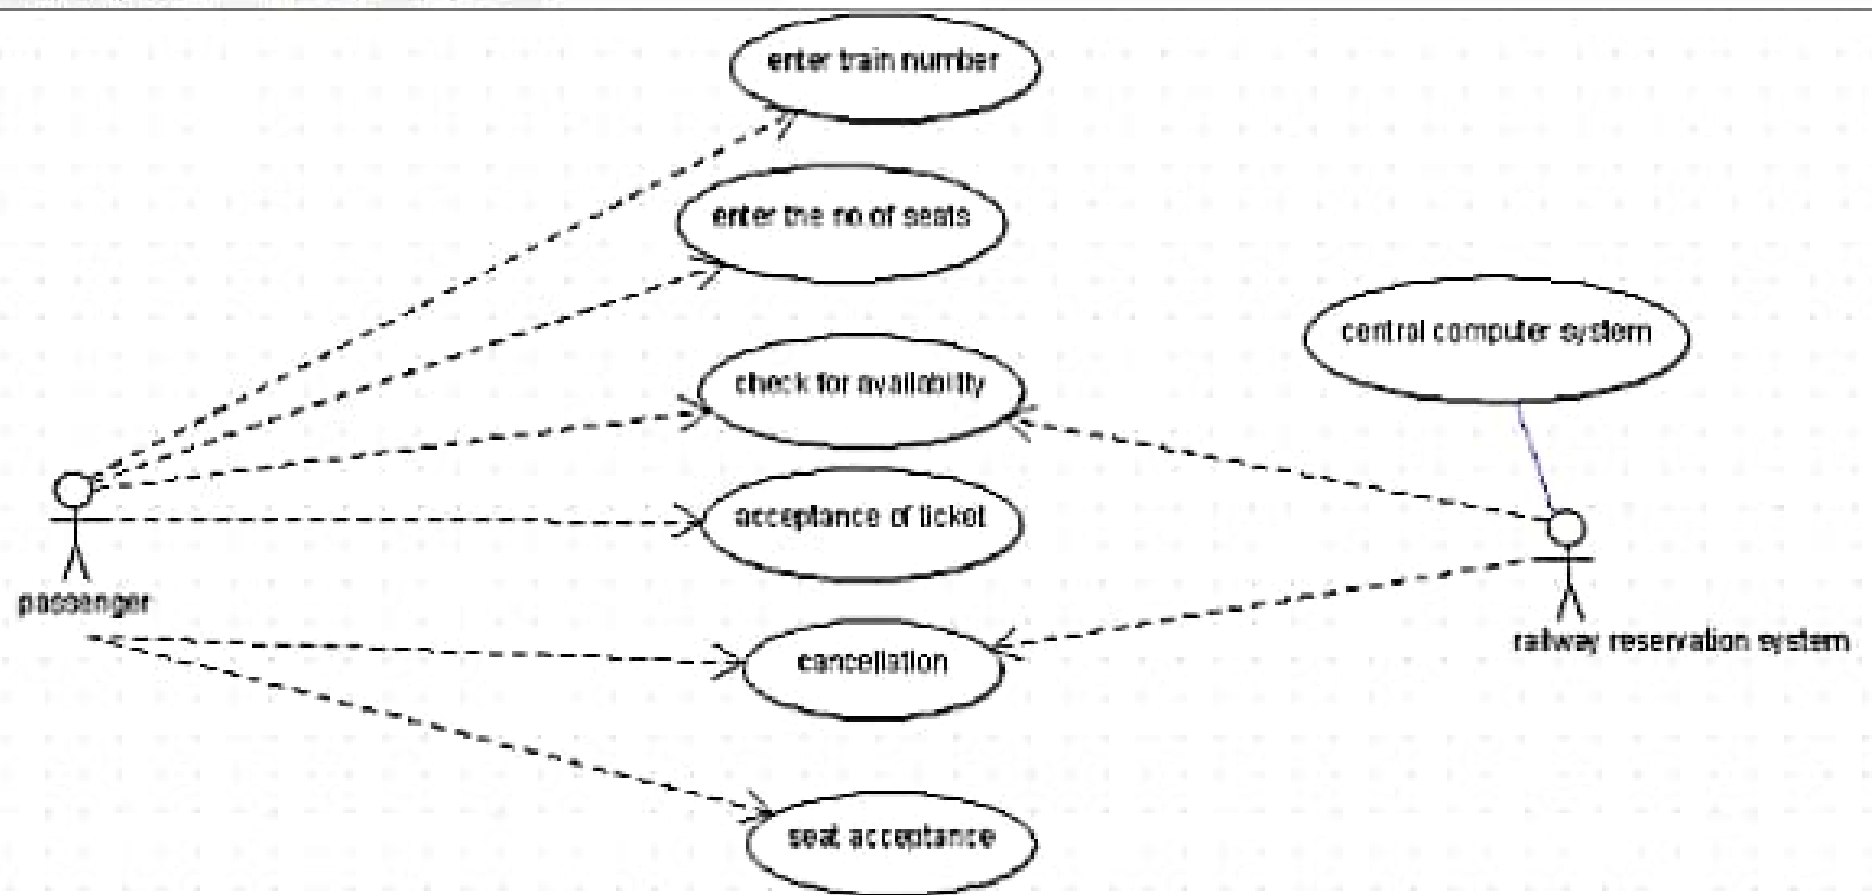 enter train number
enter the no.of seats
central computer system
check for availability
acceptance of ticket
passenger
railway reservation system
cancellation
seat acceptance